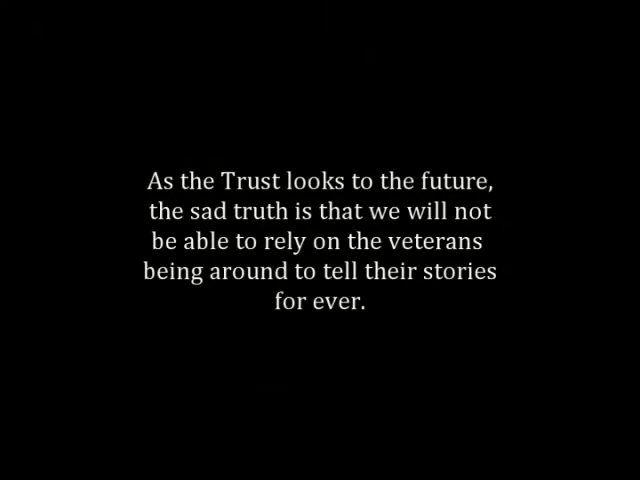 As the Trust looks to the future,
the sad truth is that we will not
be able to rely on the veterans
being around to tell their stories
for ever.